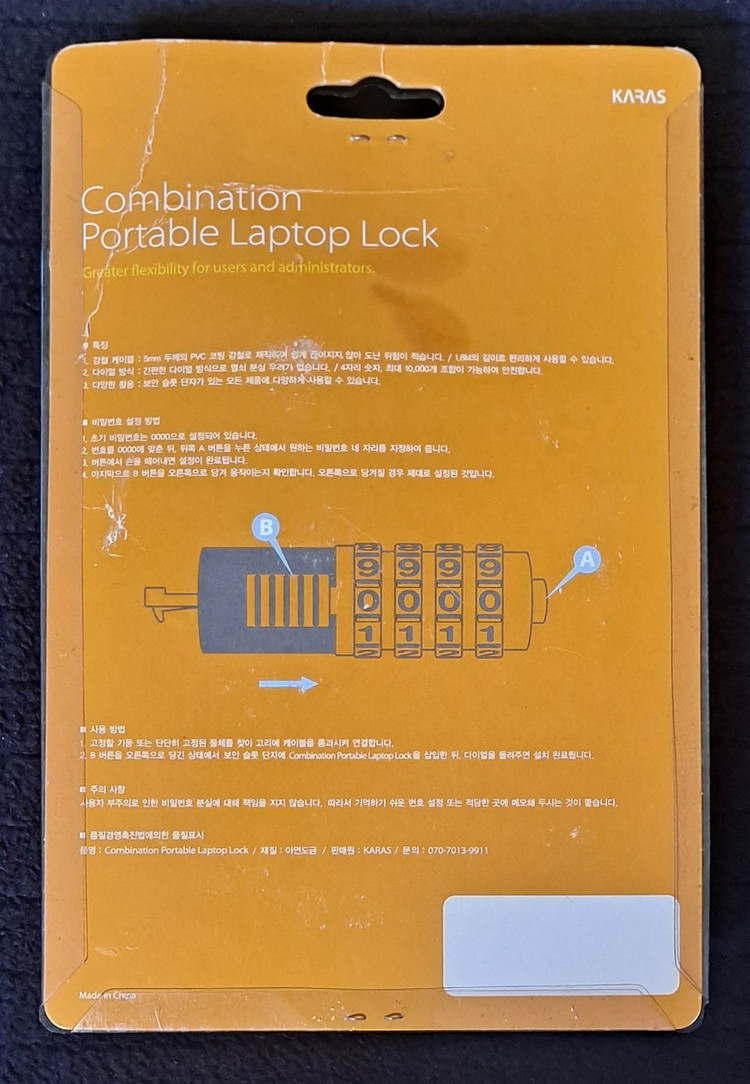 KARAS
Combination
Portable Laptop Lock
Greater flexibility for users and administrators.
■ 특징
1. 강철 케이블 : 5mm 두께의 PVC 코팅 강철로 제작하여 쉽게 끊어지지 않아 도난 위험이 적습니다. / 1.8M의 길이로 편리하게 사용할 수 있습니다.
2. 다이얼 방식 : 간편한 다이얼 방식으로 열쇠 분실 우려가 없습니다. / 4자리 숫자, 최대 10,000개 조합이 가능하여 안전합니다.
3. 다양한 활용 : 보안 슬롯 단자가 있는 모든 제품에 다양하게 사용할 수 있습니다.
■ 비밀번호 설정 방법
1. 초기 비밀번호는 0000으로 설정되어 있습니다.
2. 번호를 0000에 맞춘 뒤, 뒤쪽 A 버튼을 누른 상태에서 원하는 비밀번호 네 자리를 지정하여 줍니다.
3. 버튼에서 손을 떼어내면 설정이 완료됩니다.
4. 마지막으로 B 버튼을 오른쪽으로 당겨 움직이는지 확인합니다. 오른쪽으로 당겨질 경우 제대로 설정된 것입니다.
B
A
8 8 8 8
9 9 9 9
0 0 0 0
1 1 1 1
2 2 2 2
■ 사용 방법
1. 고정할 기둥 또는 단단히 고정된 물체를 찾아 고리에 케이블을 통과시켜 연결합니다.
2. B 버튼을 오른쪽으로 당긴 상태에서 보안 슬롯 단자에 Combination Portable Laptop Lock을 삽입한 뒤, 다이얼을 돌려주면 설치 완료됩니다.
■ 주의 사항
사용자 부주의로 인한 비밀번호 분실에 대해 책임을 지지 않습니다. 따라서 기억하기 쉬운 번호 설정 또는 적당한 곳에 메모해 두시는 것이 좋습니다.
■ 품질경영촉진법에의한 품질표시
품명 : Combination Portable Laptop Lock / 재질 : 아연도금 / 판매원 : KARAS / 문의 : 070-7013-9911
Made in China